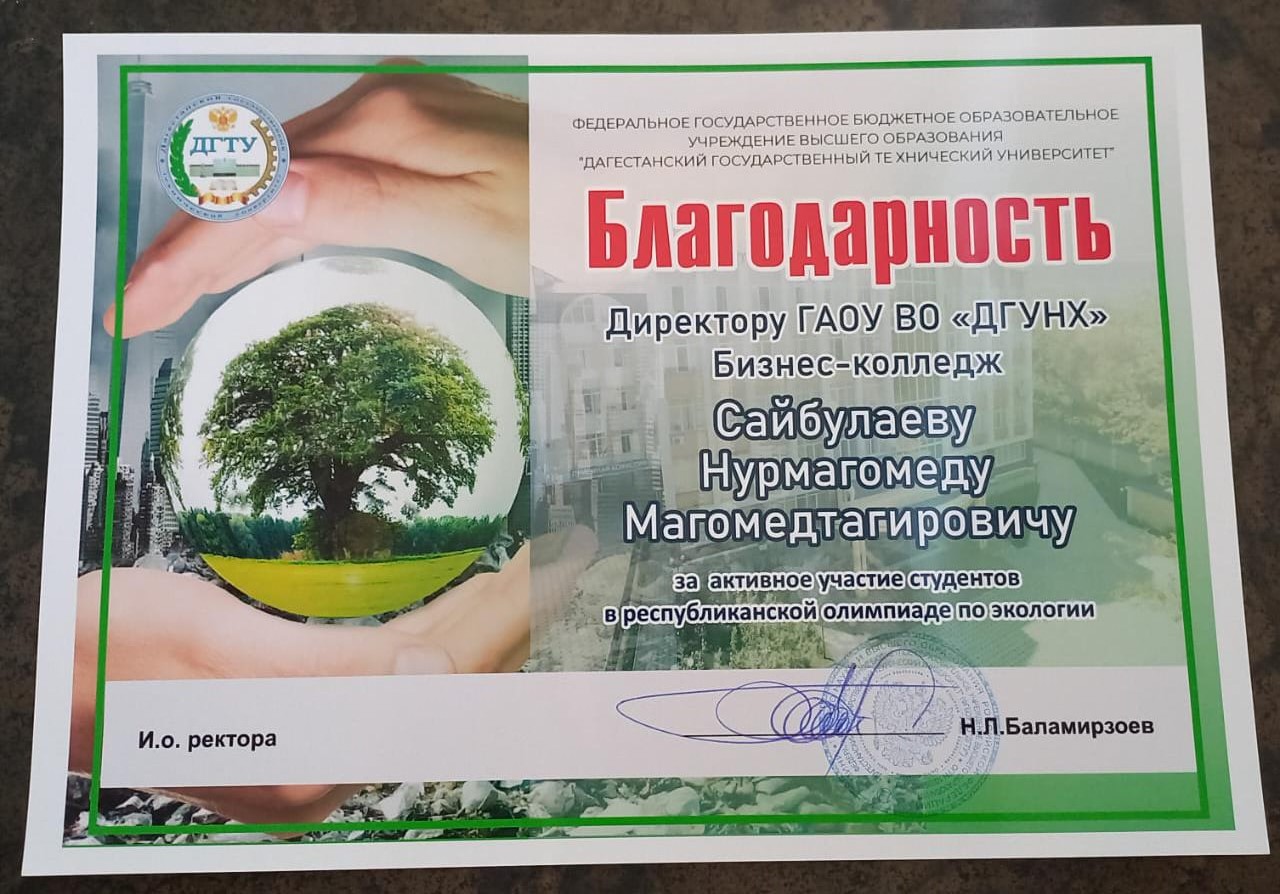 ДГТУ
ФЕДЕРАЛЬНОЕ ГОСУДАРСТВЕННОЕ БЮДЖЕТНОЕ ОБРАЗОВАТЕЛЬНОЕ
УЧРЕЖДЕНИЕ ВЫСШЕГО ОБРАЗОВАНИЯ
"ДАГЕСТАНСКИЙ ГОСУДАРСТВЕННЫЙ ТЕ ХНИЧЕСКИЙ УНИВЕРСИТЕТ"
Благодарность
Директору ГАОУ ВО «ДГУНХ»
Бизнес-колледж
Сайбулаеву
Нурмагомеду
Магомедтагировичу
за активное участие студентов
в республиканской олимпиаде по экологии
И.о. ректора
Н.Л.Баламирзоев